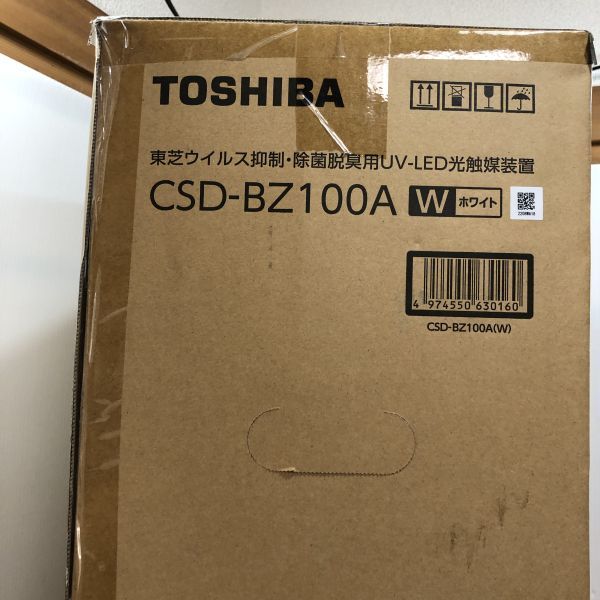 TOSHIBA
東芝ウイルス抑制・除菌脱臭用UV-LED光触媒装置
CSD-BZ100A W ホワイト
4 974550 630160
CSD-BZ100A(W)